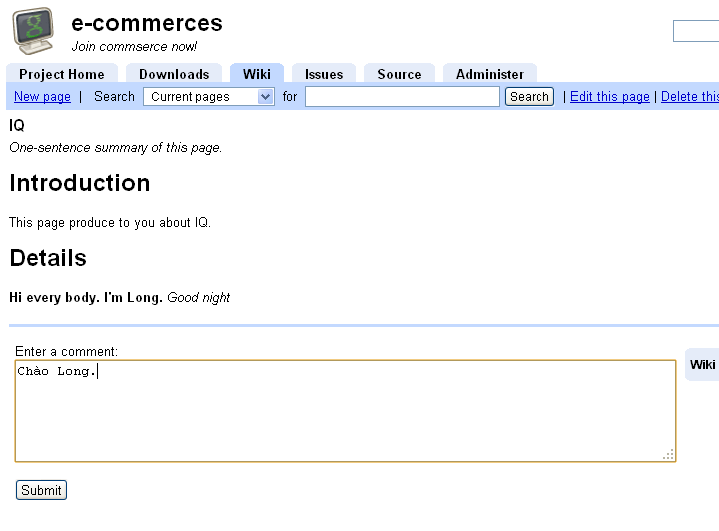 e-commerces
Join commserce now!
Project Home Downloads Wiki Issues Source Administer
New page | Search Current pages for Search | Edit this page | Delete this
IQ
One-sentence summary of this page.
Introduction
This page produce to you about IQ.
Details
Hi every body. I'm Long. Good night
Enter a comment:
Chào Long.
Wiki
Submit